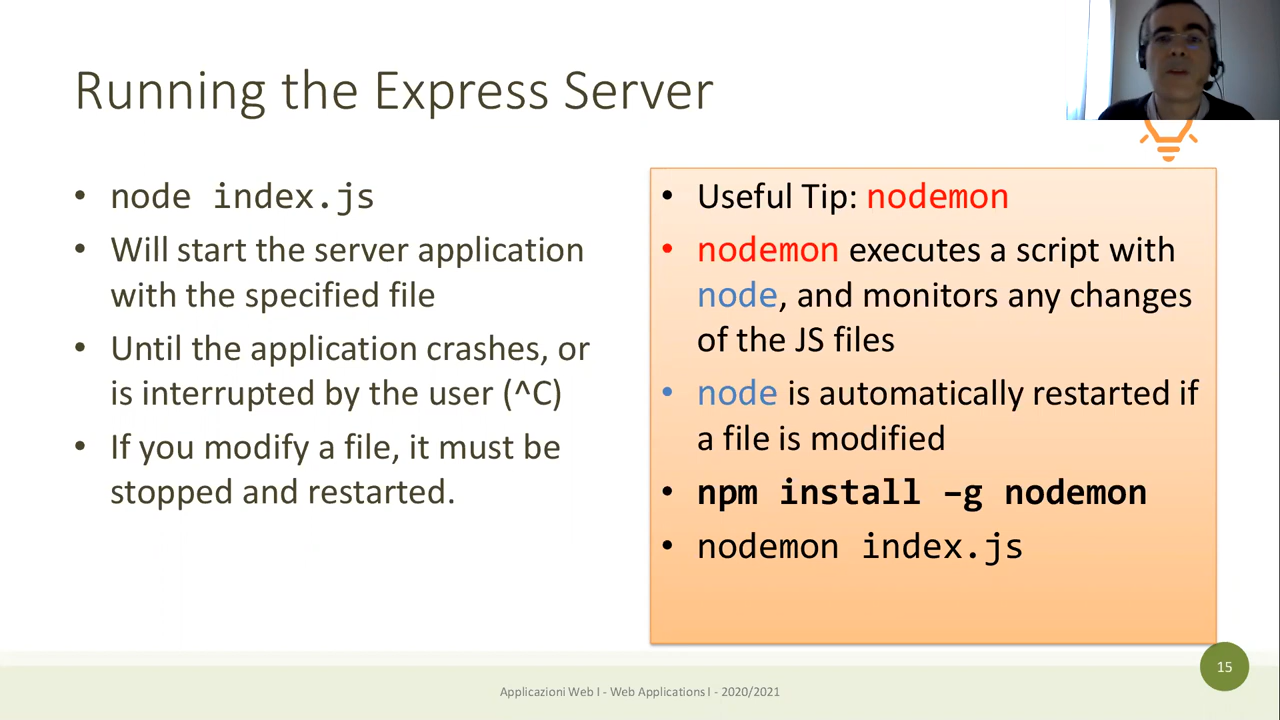 Running the Express Server
• node index.js
• Will start the server application
with the specified file
• Until the application crashes, or
is interrupted by the user (^C)
• If you modify a file, it must be
stopped and restarted.
• Useful Tip: nodemon
• nodemon executes a script with
node, and monitors any changes
of the JS files
• node is automatically restarted if
a file is modified
• npm install –g nodemon
• nodemon index.js
Applicazioni Web I - Web Applications I - 2020/2021
15